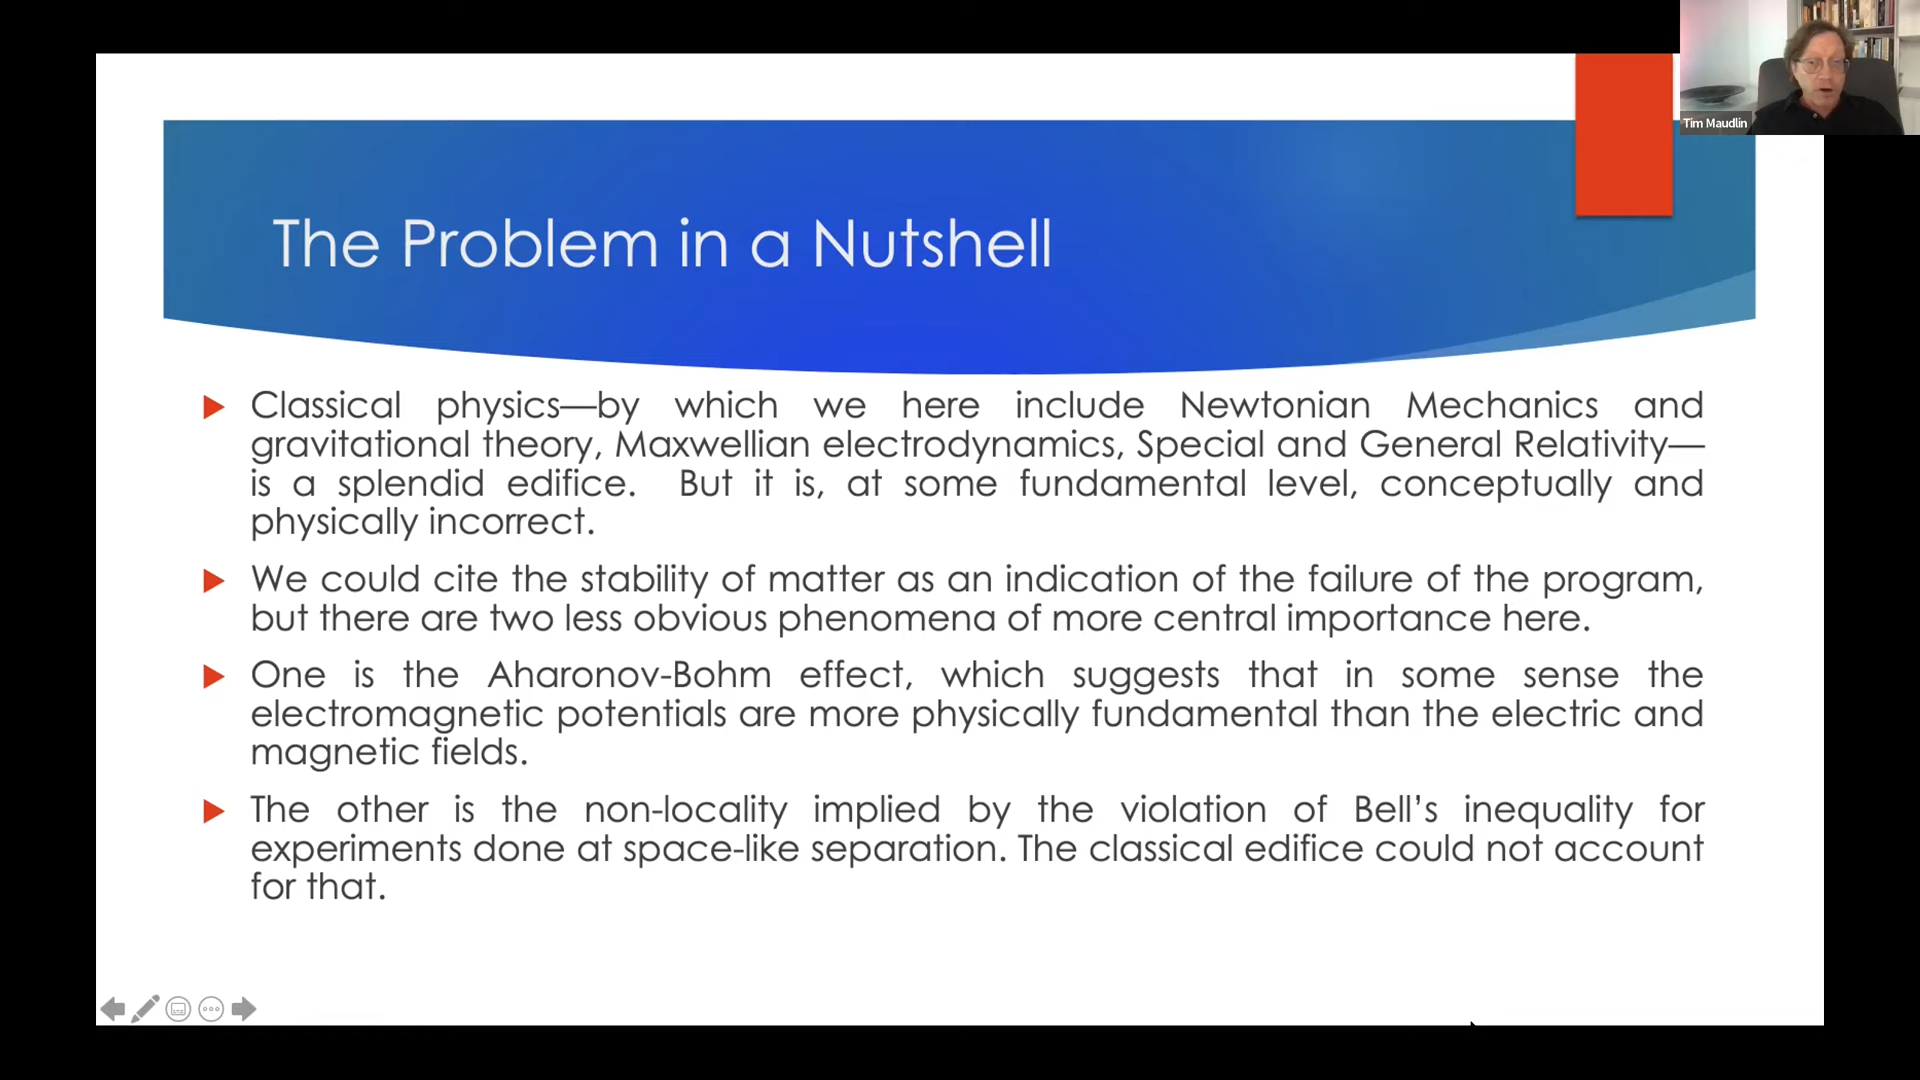 Tim Maudlin
The Problem in a Nutshell
Classical physics—by which we here include Newtonian Mechanics and
gravitational theory, Maxwellian electrodynamics, Special and General Relativity—
is a splendid edifice.  But it is, at some fundamental level, conceptually and
physically incorrect.
We could cite the stability of matter as an indication of the failure of the program,
but there are two less obvious phenomena of more central importance here.
One is the Aharonov-Bohm effect, which suggests that in some sense the
electromagnetic potentials are more physically fundamental than the electric and
magnetic fields.
The other is the non-locality implied by the violation of Bell’s inequality for
experiments done at space-like separation. The classical edifice could not account
for that.